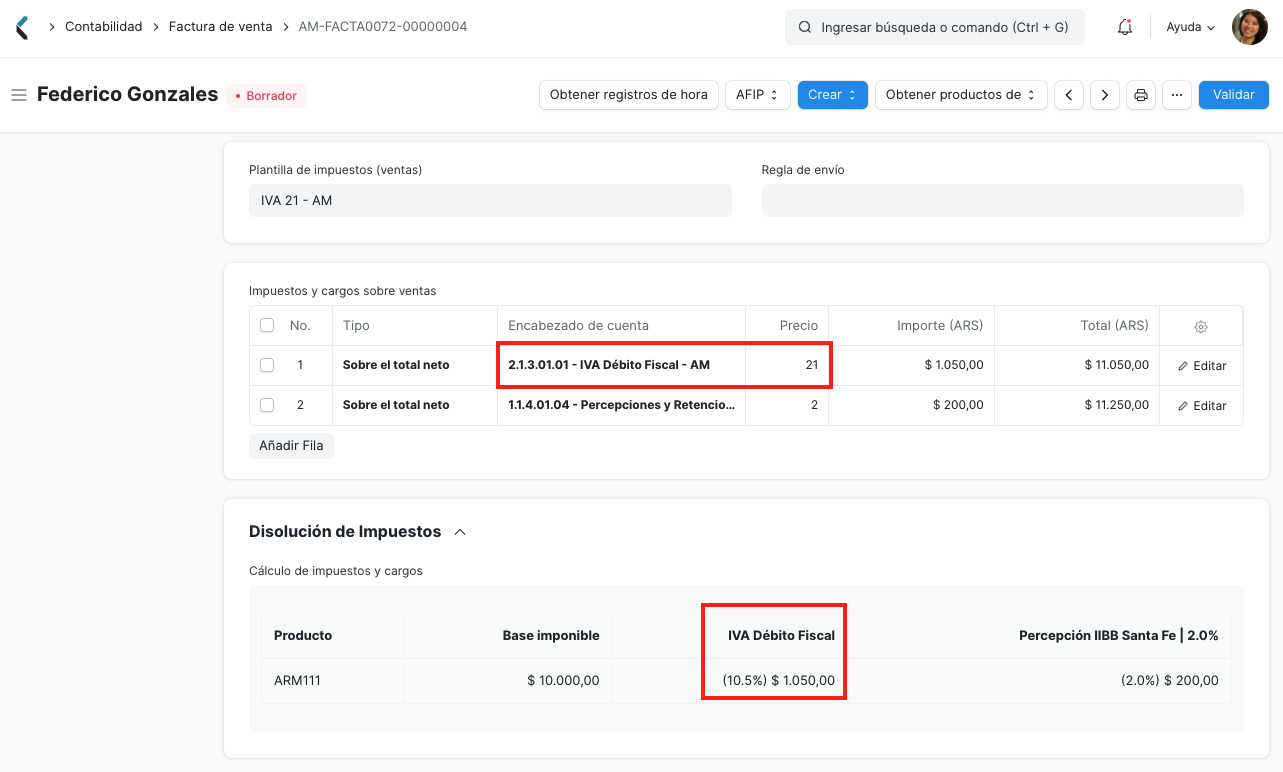 Contabilidad > Factura de venta > AM-FACTA0072-00000004
Ingresar búsqueda o comando (Ctrl + G)
Ayuda
Federico Gonzales
• Borrador
Obtener registros de hora
AFIP
Crear
Obtener productos de
...
Validar
Plantilla de impuestos (ventas)
IVA 21 - AM
Regla de envío
Impuestos y cargos sobre ventas
No. Tipo Encabezado de cuenta Precio Importe (ARS) Total (ARS)
1 Sobre el total neto 2.1.3.01.01 - IVA Débito Fiscal - AM 21 $ 1.050,00 $ 11.050,00 Editar
2 Sobre el total neto 1.1.4.01.04 - Percepciones y Retencio... 2 $ 200,00 $ 11.250,00 Editar
Añadir Fila
Disolución de Impuestos
Cálculo de impuestos y cargos
Producto Base imponible IVA Débito Fiscal Percepción IIBB Santa Fe | 2.0%
ARM111 $ 10.000,00 (10.5%) $ 1.050,00 (2.0%) $ 200,00